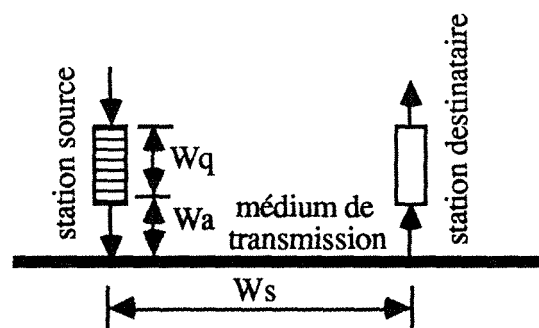 station source
Wq
Wa
médium de
transmission
station destinataire
Ws